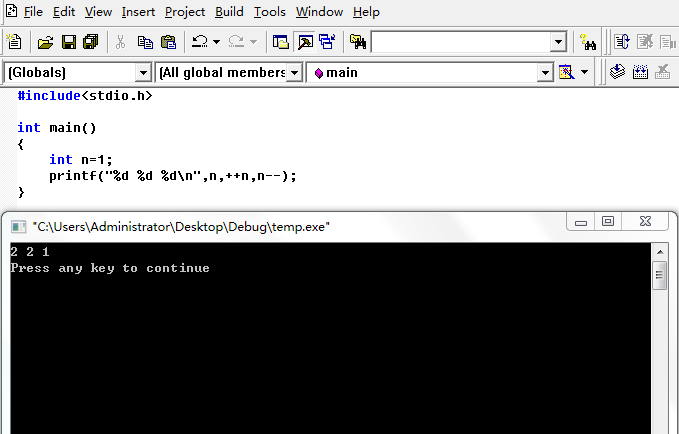 File Edit View Insert Project Build Tools Window Help
(Globals) (All global members main
#include<stdio.h>
int main()
{
int n=1;
printf("%d %d %d\n",n,++n,n--);
}
"C:\Users\Administrator\Desktop\Debug\temp.exe"
2 2 1
Press any key to continue